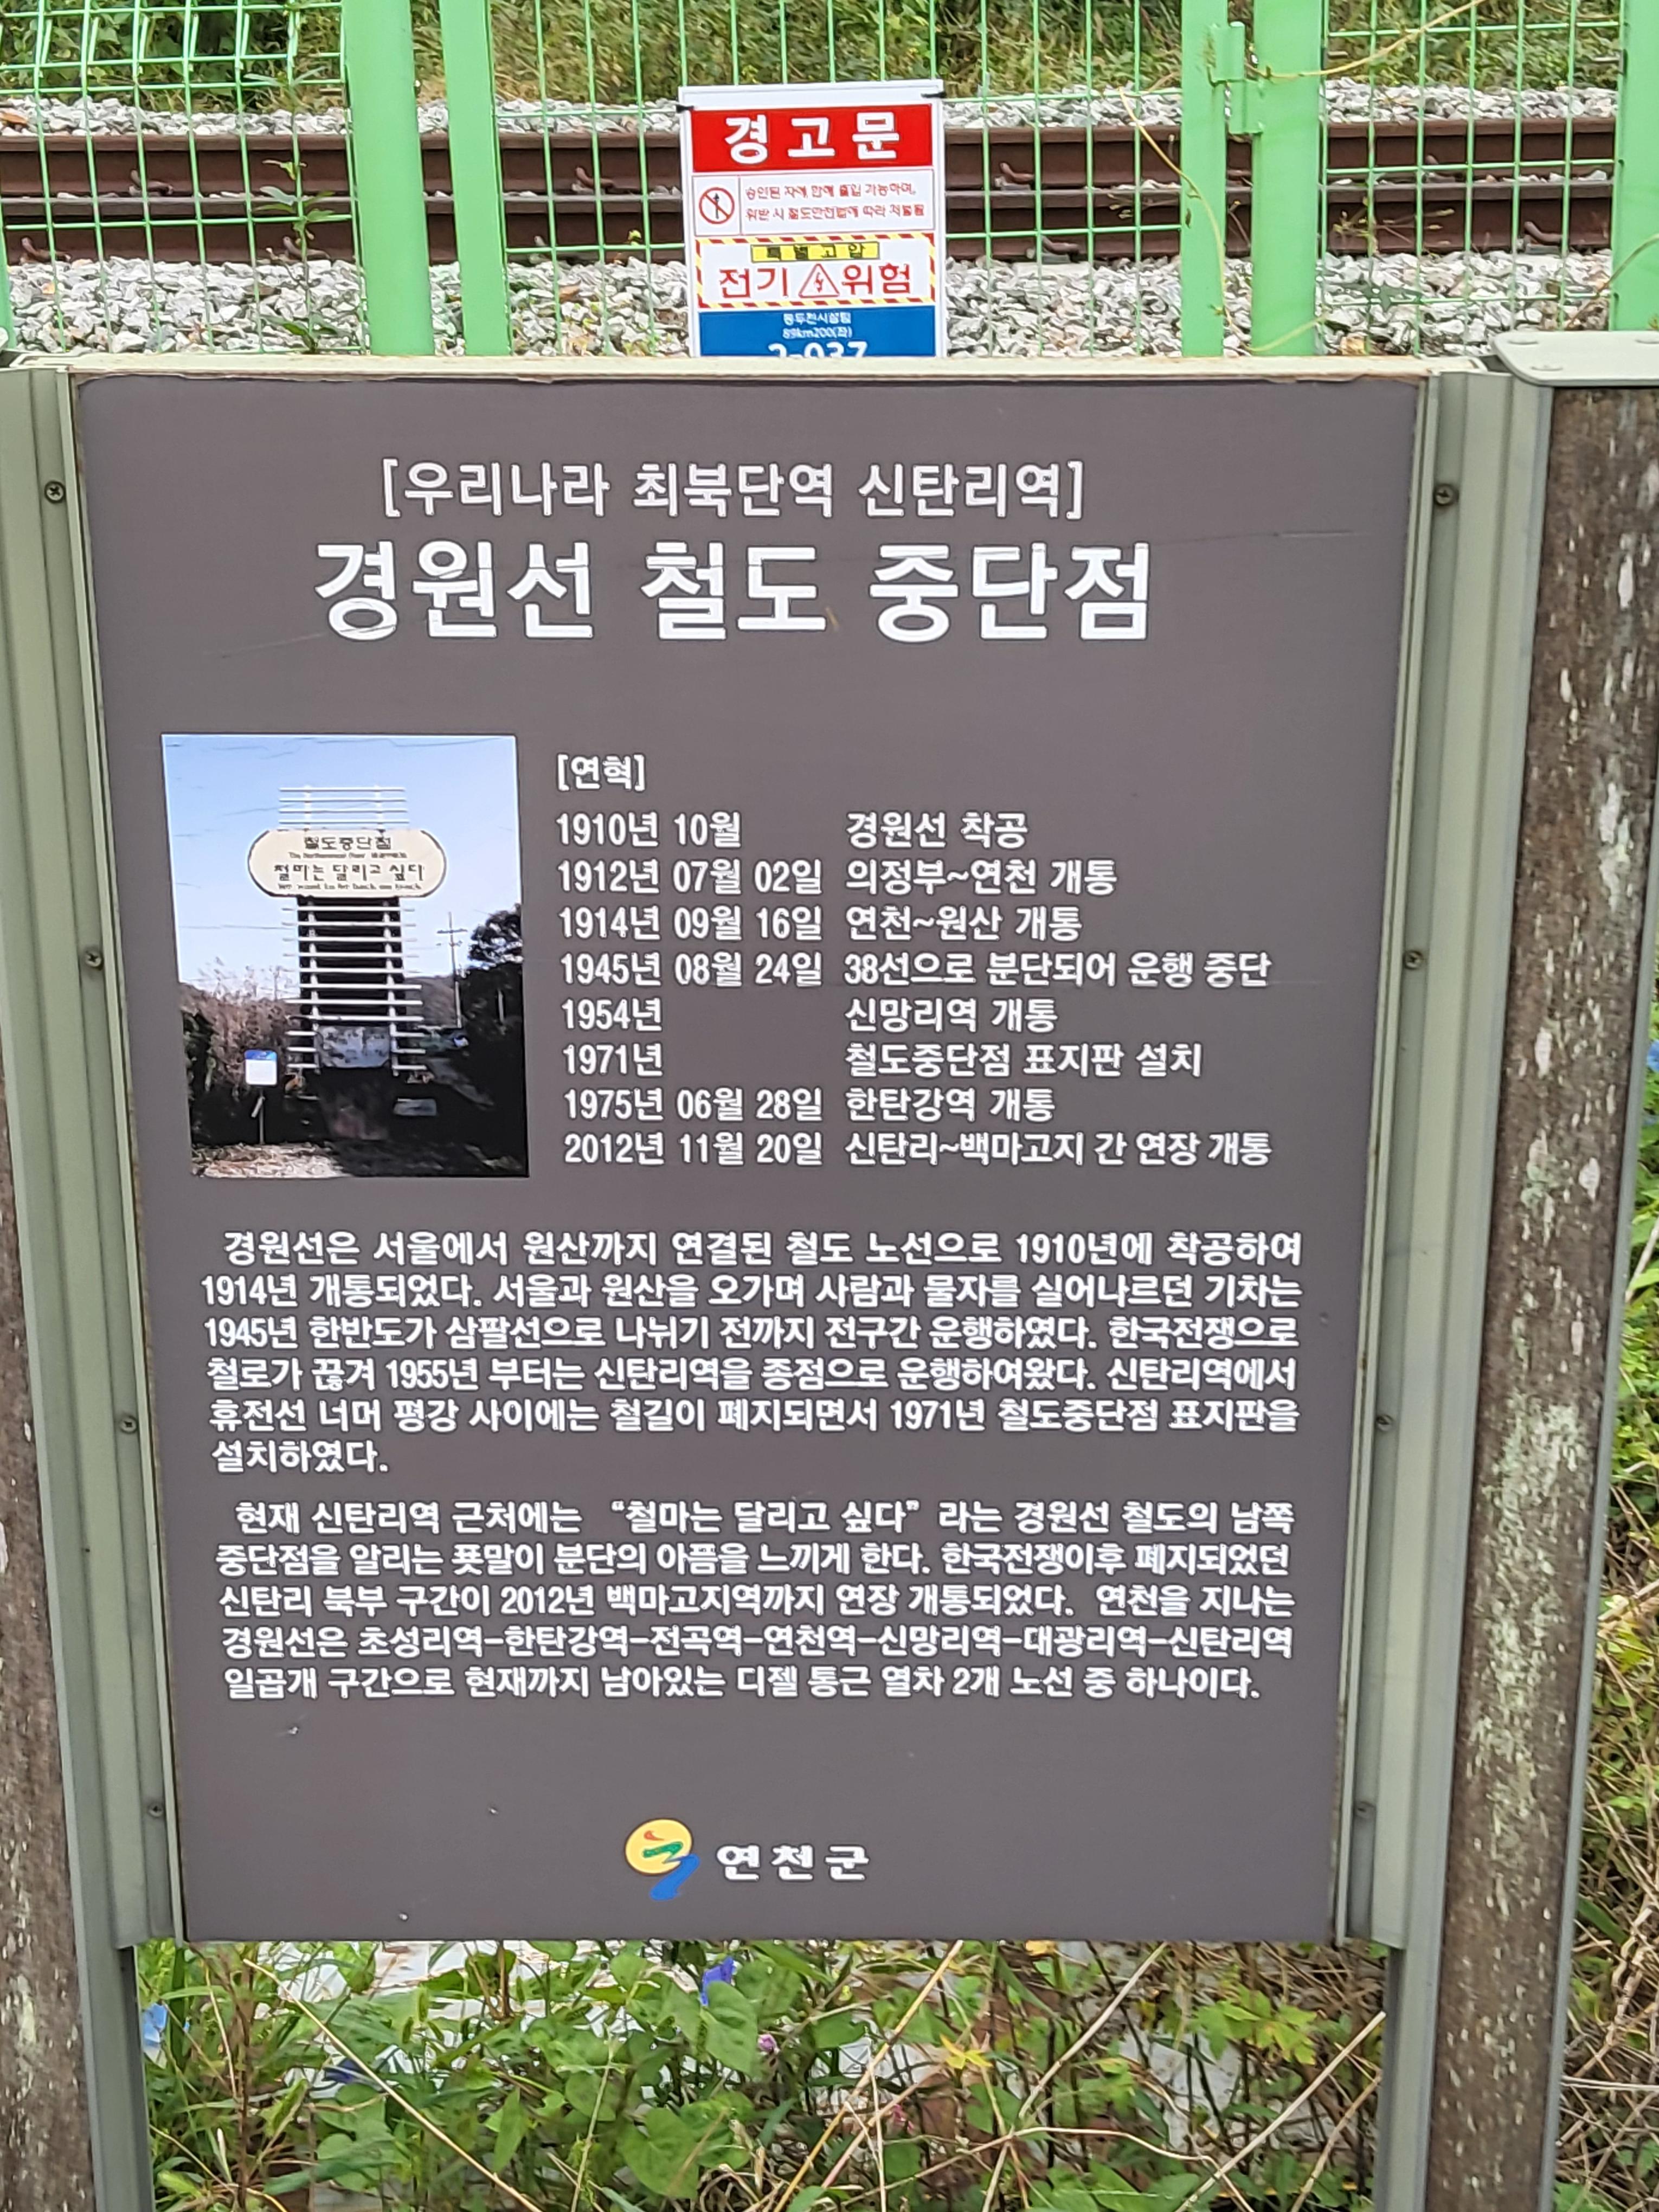 경고문
승인된 자에 한해 출입 가능하며,
위반 시 철도안전법에 따라 처벌됨
특별고압
전기 위험
동두천시설팀
89km200(좌)
2-037
[우리나라 최북단역 신탄리역]
경원선 철도 중단점
철도중단점
철마는 달리고 싶다
We want to be back on track
[연혁]
1910년 10월 경원선 착공
1912년 07월 02일 의정부~연천 개통
1914년 09월 16일 연천~원산 개통
1945년 08월 24일 38선으로 분단되어 운행 중단
1954년 신망리역 개통
1971년 철도중단점 표지판 설치
1975년 06월 28일 한탄강역 개통
2012년 11월 20일 신탄리~백마고지 간 연장 개통
경원선은 서울에서 원산까지 연결된 철도 노선으로 1910년에 착공하여
1914년 개통되었다. 서울과 원산을 오가며 사람과 물자를 실어나르던 기차는
1945년 한반도가 삼팔선으로 나뉘기 전까지 전구간 운행하였다. 한국전쟁으로
철로가 끊겨 1955년 부터는 신탄리역을 종점으로 운행하여왔다. 신탄리역에서
휴전선 너머 평강 사이에는 철길이 폐지되면서 1971년 철도중단점 표지판을
설치하였다.
현재 신탄리역 근처에는 “철마는 달리고 싶다” 라는 경원선 철도의 남쪽
중단점을 알리는 푯말이 분단의 아픔을 느끼게 한다. 한국전쟁이후 폐지되었던
신탄리 북부 구간이 2012년 백마고지역까지 연장 개통되었다. 연천을 지나는
경원선은 초성리역-한탄강역-전곡역-연천역-신망리역-대광리역-신탄리역
일곱개 구간으로 현재까지 남아있는 디젤 통근 열차 2개 노선 중 하나이다.
연천군